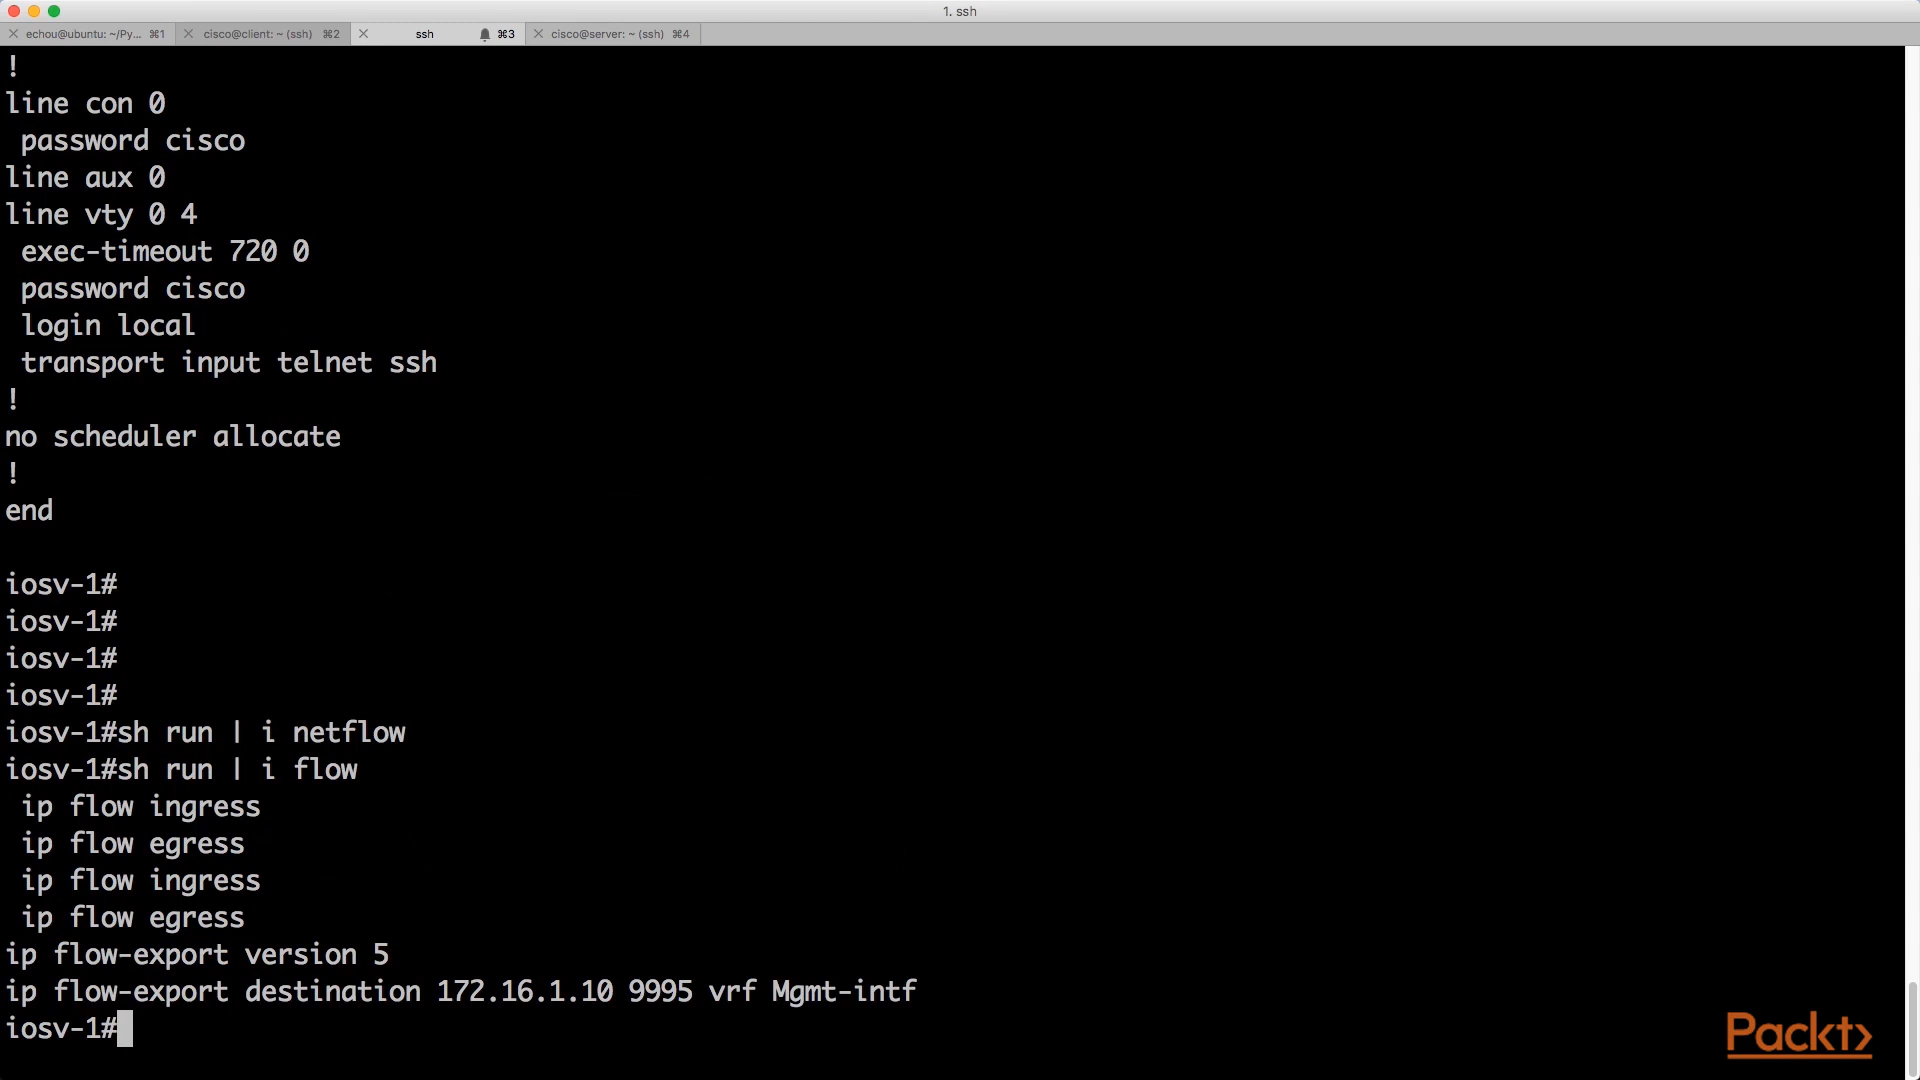 1. ssh
echou@ubuntu: ~/Py... ⌘1
cisco@client: ~ (ssh) ⌘2
ssh ⌘3
cisco@server: ~ (ssh) ⌘4
!
line con 0
 password cisco
line aux 0
line vty 0 4
 exec-timeout 720 0
 password cisco
 login local
 transport input telnet ssh
!
no scheduler allocate
!
end
iosv-1#
iosv-1#
iosv-1#
iosv-1#
iosv-1#sh run | i netflow
iosv-1#sh run | i flow
 ip flow ingress
 ip flow egress
 ip flow ingress
 ip flow egress
ip flow-export version 5
ip flow-export destination 172.16.1.10 9995 vrf Mgmt-intf
iosv-1#
Packt>